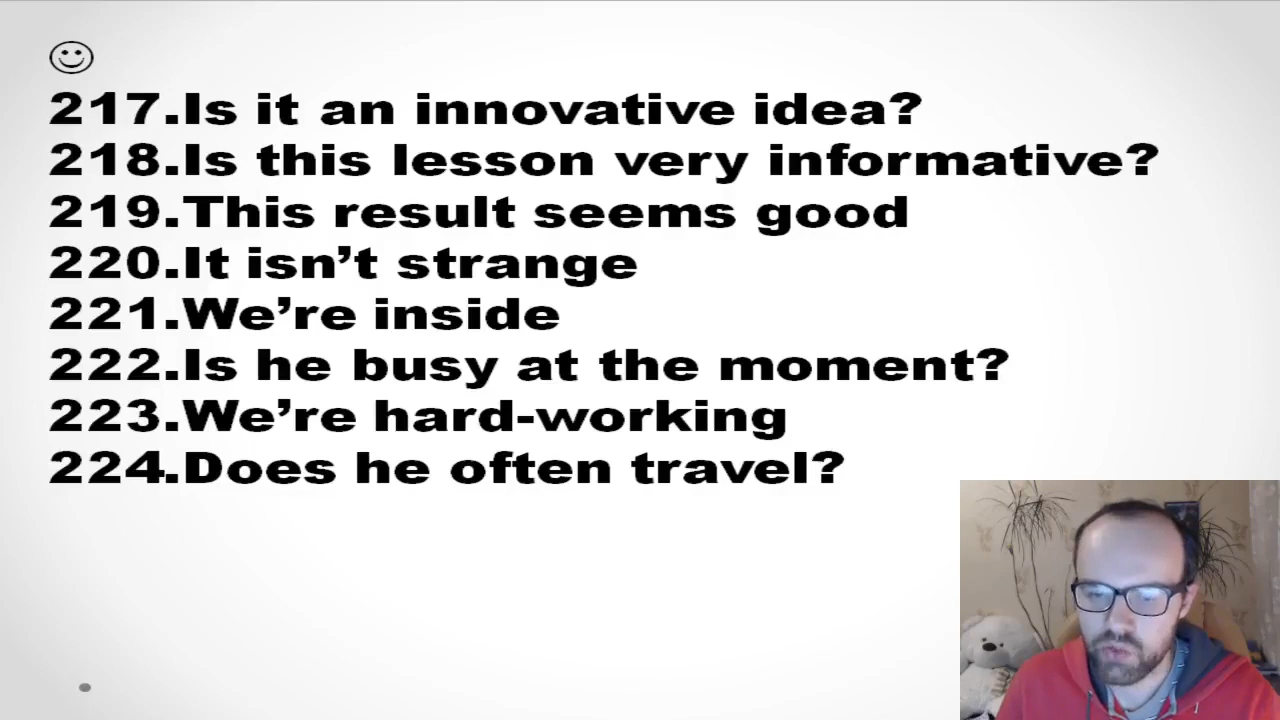 217.Is it an innovative idea?
218.Is this lesson very informative?
219.This result seems good
220.It isn’t strange
221.We’re inside
222.Is he busy at the moment?
223.We’re hard-working
224.Does he often travel?